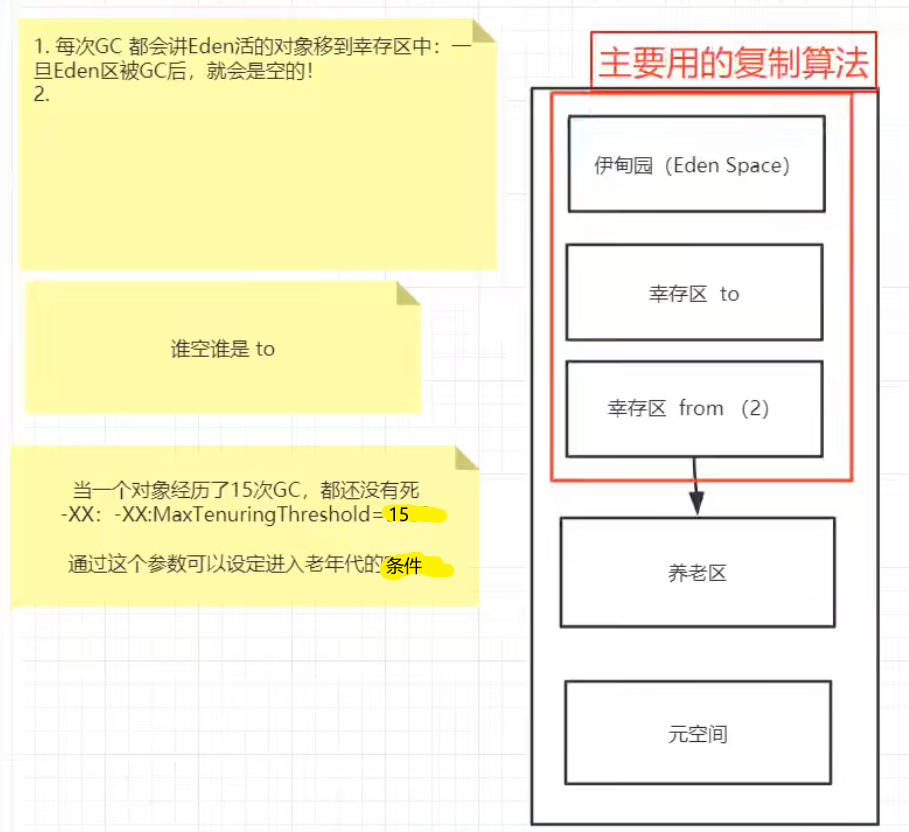 1. 每次GC 都会讲Eden活的对象移到幸存区中：一
旦Eden区被GC后，就会是空的！
2.
谁空谁是 to
当一个对象经历了15次GC，都还没有死
-XX：-XX:MaxTenuringThreshold=15
通过这个参数可以设定进入老年代的条件
主要用的复制算法
伊甸园（Eden Space）
幸存区 to
幸存区 from （2）
养老区
元空间